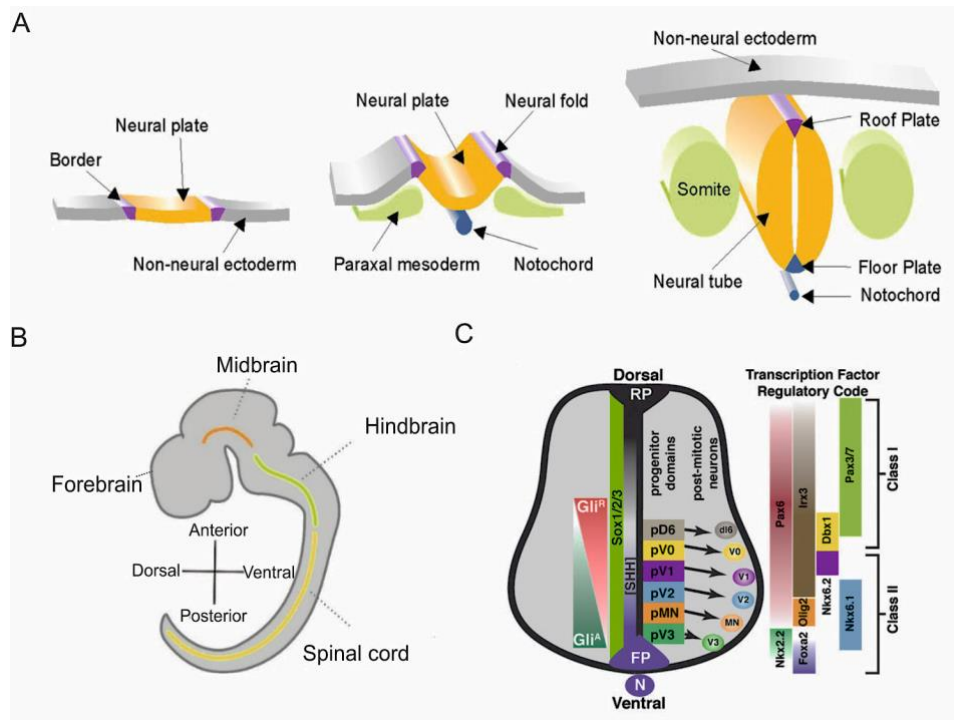 A
Neural plate
Border
Non-neural ectoderm
Neural plate
Neural fold
Paraxal mesoderm
Notochord
Non-neural ectoderm
Roof Plate
Somite
Neural tube
Floor Plate
Notochord
B
Midbrain
Hindbrain
Forebrain
Anterior
Dorsal
Ventral
Posterior
Spinal cord
C
Dorsal
RP
progenitor
domains
post-mitotic
neurons
Sox1/2/3
GliR
GliA
[SHH]
pD6
dI6
pV0
V0
pV1
V1
pV2
V2
pMN
MN
pV3
V3
FP
N
Ventral
Transcription Factor
Regulatory Code
Pax6
Irx3
Dbx1
Pax3/7
Class I
Nkx2.2
Olig2
Foxa2
Nkx6.2
Nkx6.1
Class II